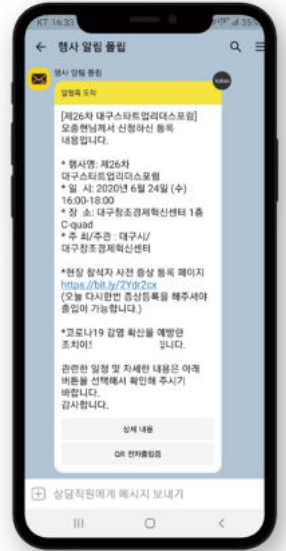 KT 16:33
35%
행사 알림 플립
행사 알림 플립
알림톡 도착
kakao
[제26차 대구스타트업리더스포럼]
오충현님께서 신청하신 등록
내용입니다.
* 행사명: 제26차
대구스타트업리더스포럼
* 일 시: 2020년 6월 24일 (수)
16:00-18:00
* 장 소: 대구창조경제혁신센터 1층
C-quad
* 주 최/주관 : 대구시/
대구창조경제혁신센터
*현장 참석자 사전 증상 등록 페이지
https://bit.ly/2Ydr2cx
(오늘 다시한번 증상등록을 해주셔야
출입이 가능합니다.)
*코로나19 감염 확산을 예방한
조치이 니다.
관련한 일정 및 자세한 내용은 아래
버튼을 선택해서 확인해 주시기
바랍니다.
감사합니다.
상세 내용
QR 전자출입증
상담직원에게 메시지 보내기